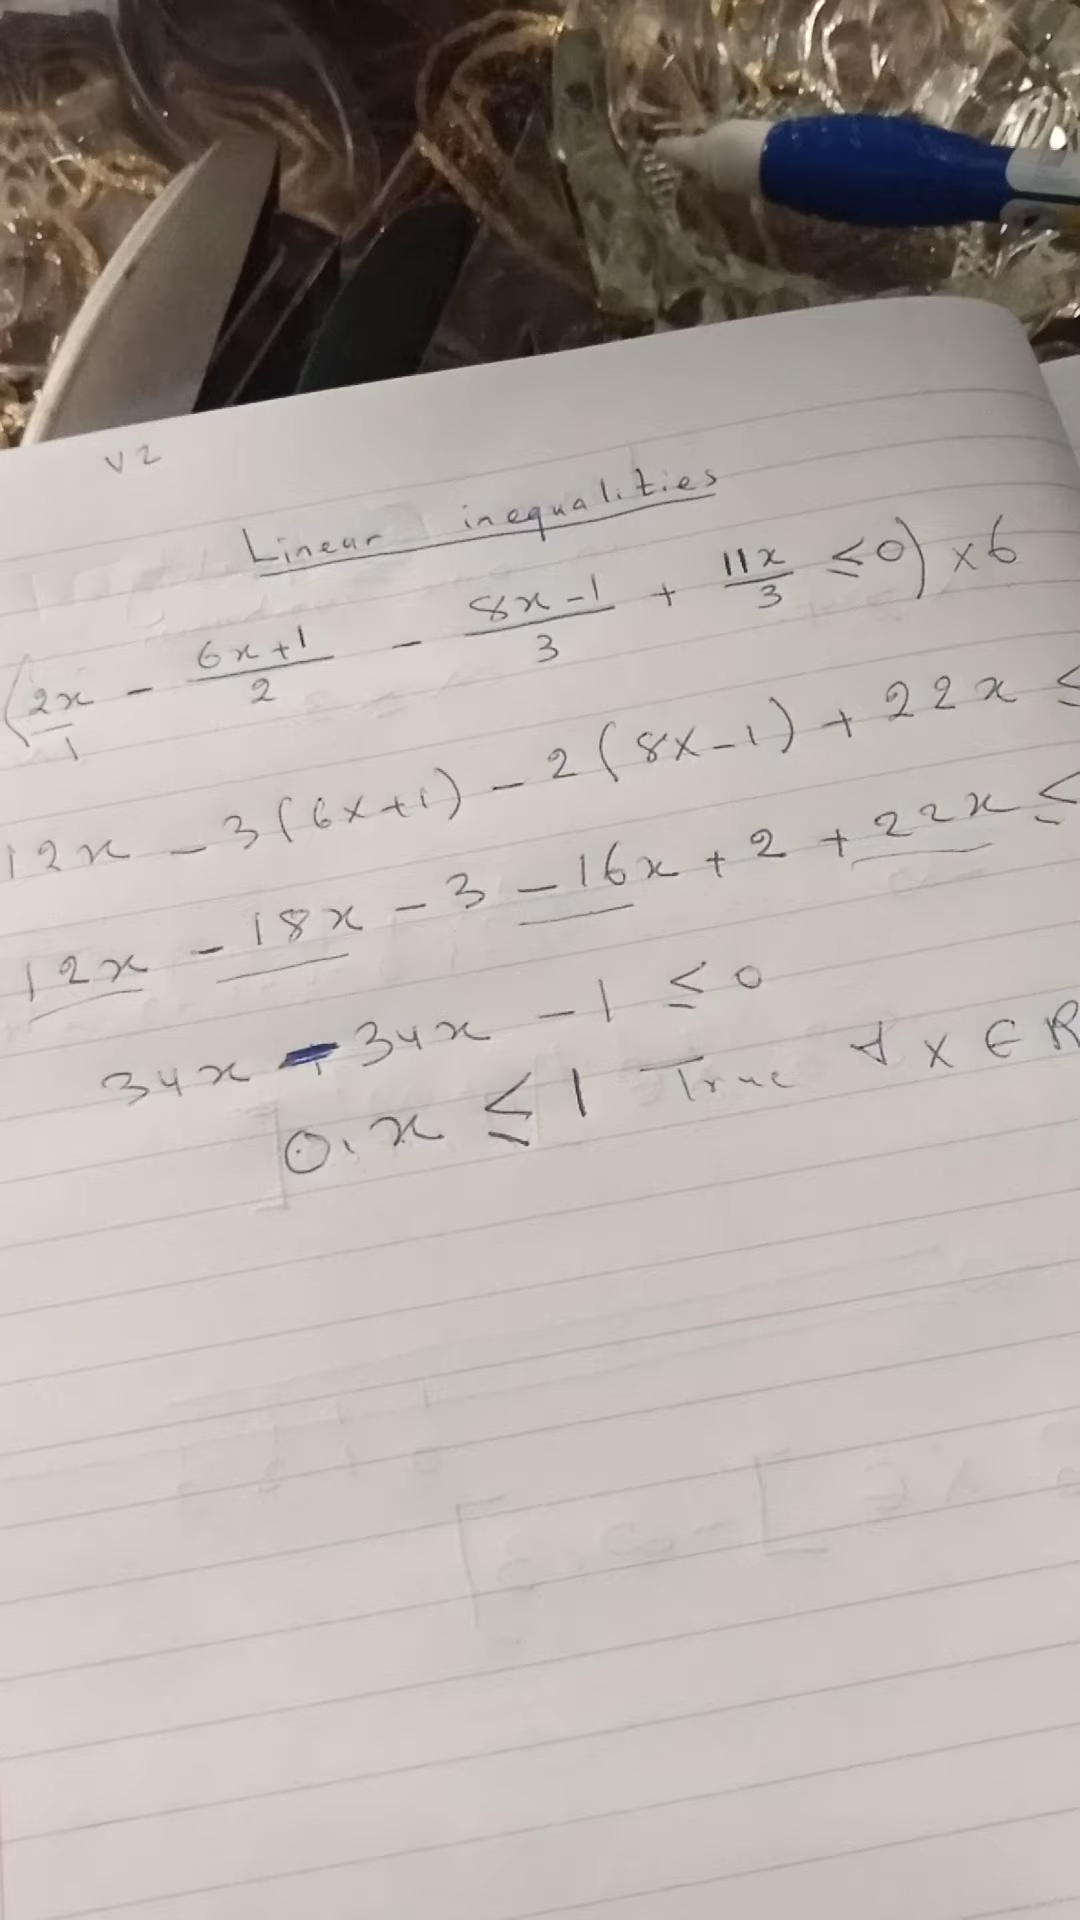 V2
Linear inequalities
(2x/1 - 6x+1/2 - 8x-1/3 + 11x/3 ≤0) ×6
12x - 3(6x+1) - 2(8x-1) + 22x ≤
12x - 18x - 3 - 16x + 2 + 22x ≤
34x - 34x - 1 ≤ 0
0.x ≤ 1 True ∀ x ∈ R